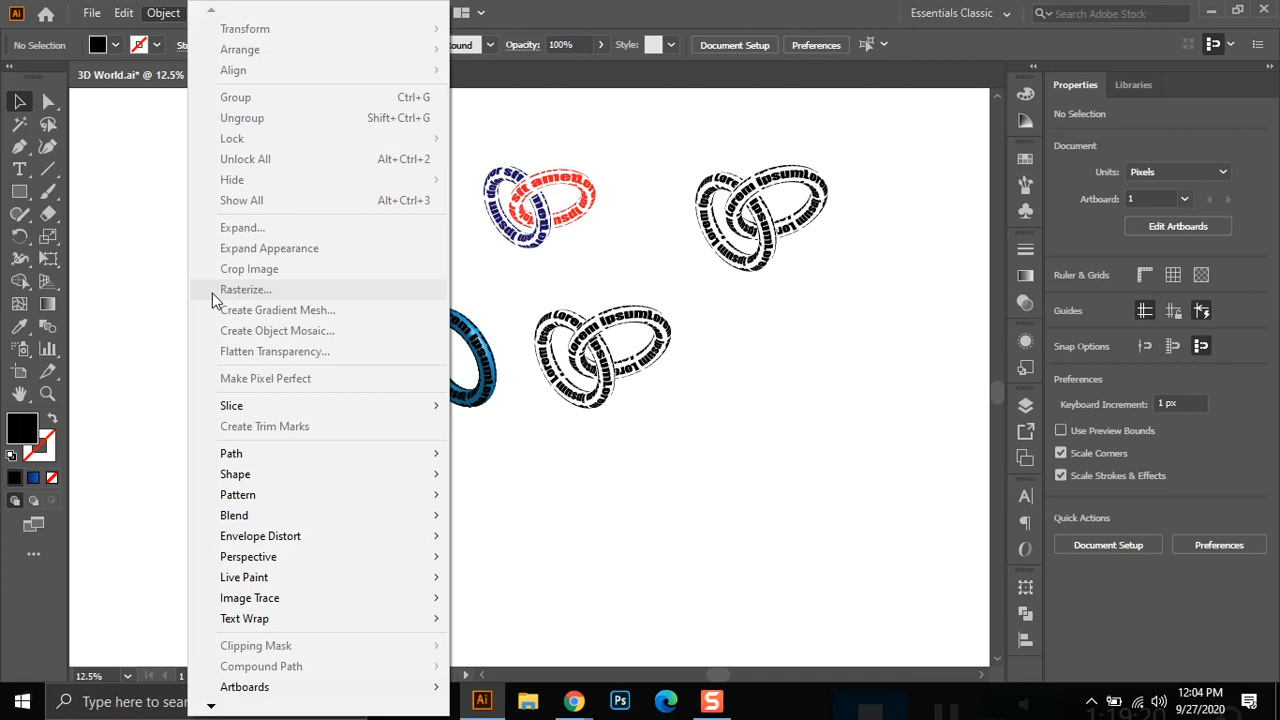 Ai File Edit Object Essentials Classic Search Adobe Stock
No Selection Round Opacity: 100% Style: Document Setup Preferences
3D World.ai* @ 12.5%
Transform
Arrange
Align
Group Ctrl+G
Ungroup Shift+Ctrl+G
Lock
Unlock All Alt+Ctrl+2
Hide
Show All Alt+Ctrl+3
Expand...
Expand Appearance
Crop Image
Rasterize...
Create Gradient Mesh...
Create Object Mosaic...
Flatten Transparency...
Make Pixel Perfect
Slice
Create Trim Marks
Path
Shape
Pattern
Blend
Envelope Distort
Perspective
Live Paint
Image Trace
Text Wrap
Clipping Mask
Compound Path
Artboards
Properties Libraries
No Selection
Document
Units: Pixels
Artboard: 1
Edit Artboards
Ruler & Grids
Guides
Snap Options
Preferences
Keyboard Increment: 1 px
Use Preview Bounds
Scale Corners
Scale Strokes & Effects
Quick Actions
Document Setup Preferences
12.5% 1
Type here to sear
Ai Ps S
9/27/2020